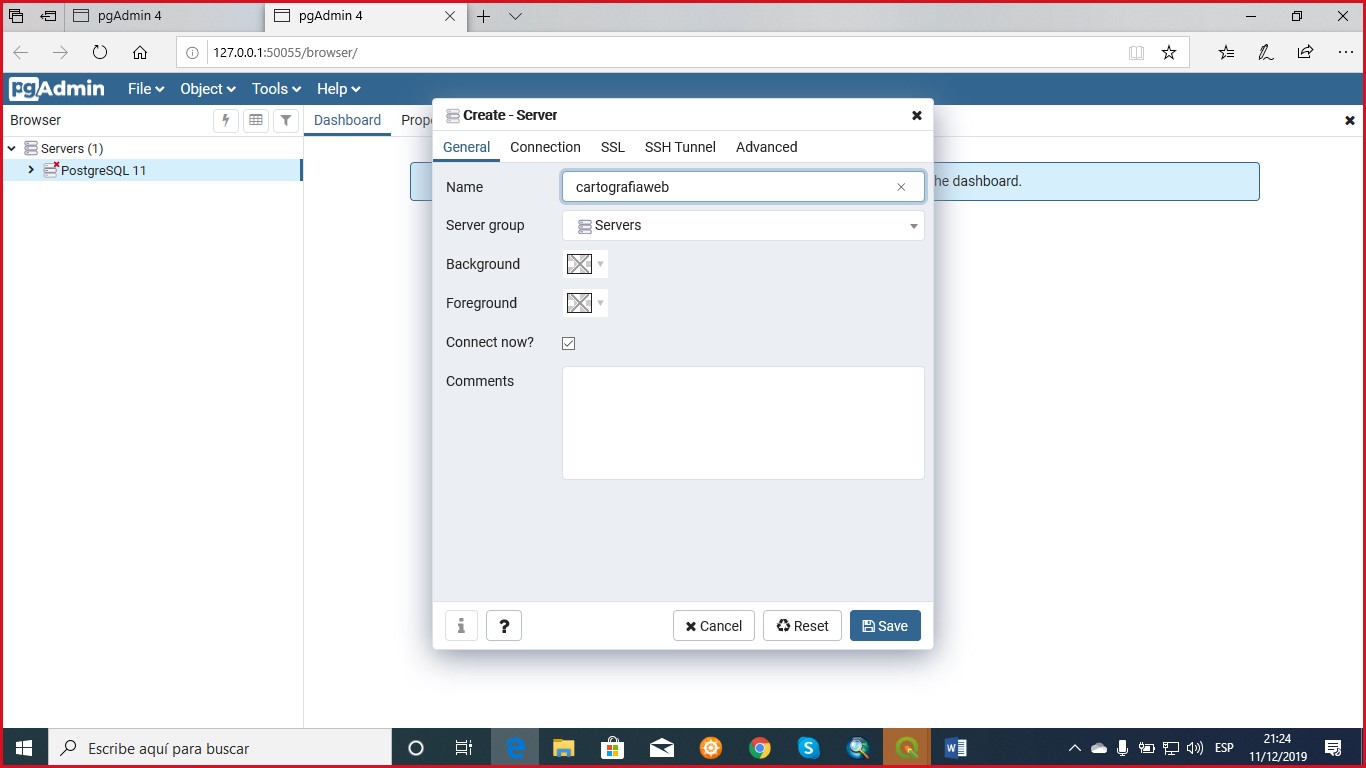 pgAdmin 4
pgAdmin 4
127.0.0.1:50055/browser/
pgAdmin File Object Tools Help
Browser
Dashboard Prop
Servers (1)
PostgreSQL 11
he dashboard.
Create - Server
General Connection SSL SSH Tunnel Advanced
Name cartografiaweb
Server group Servers
Background
Foreground
Connect now?
Comments
i ? Cancel Reset Save
Escribe aquí para buscar
ESP
21:24
11/12/2019